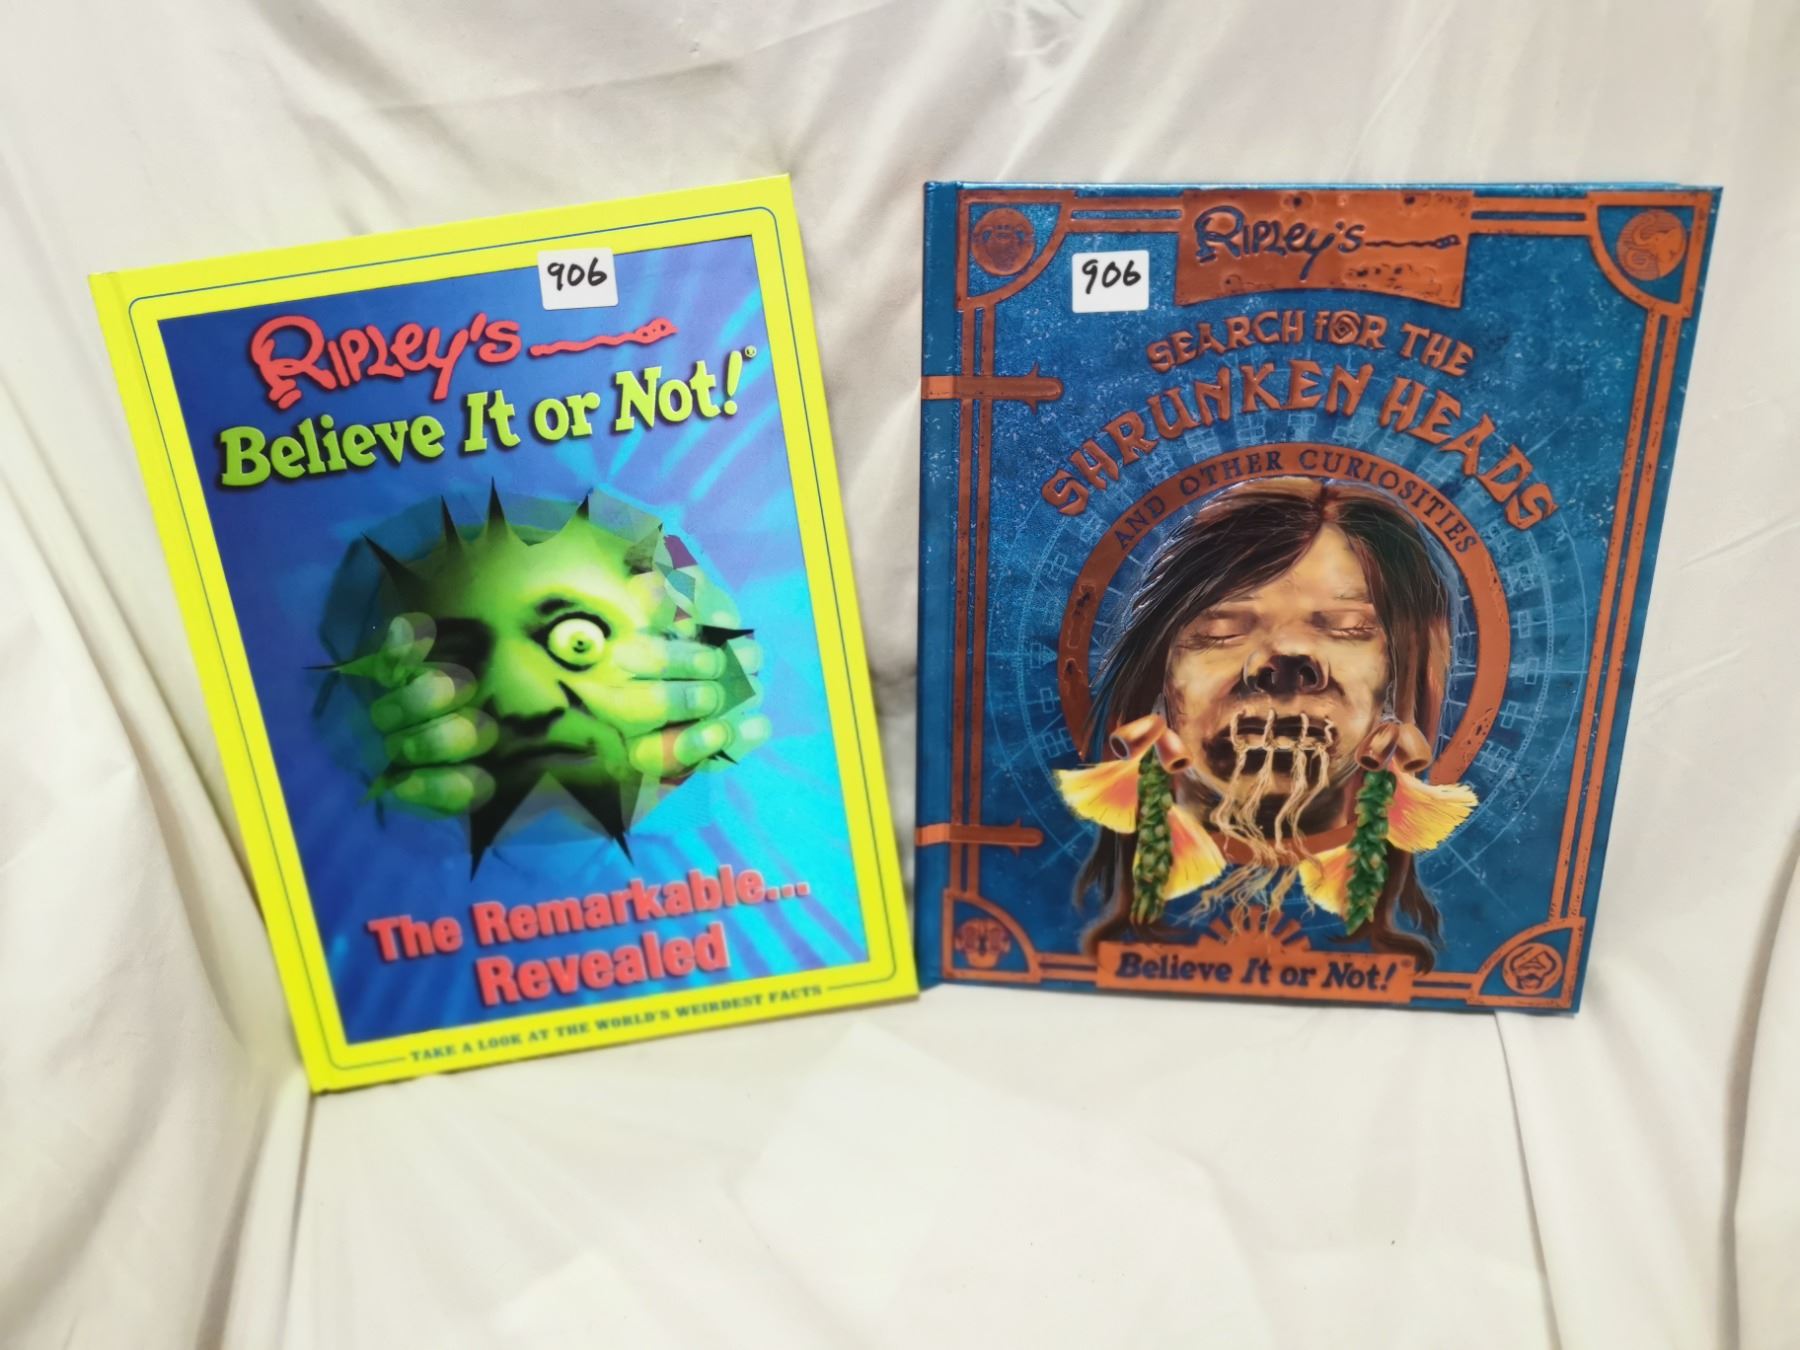 906
Ripley's
Believe It or Not!®
The Remarkable...
Revealed
TAKE A LOOK AT THE WORLD'S WEIRDEST FACTS
906
Ripley's
SEARCH FOR THE
SHRUNKEN HEADS
AND OTHER CURIOSITIES
Believe It or Not!®